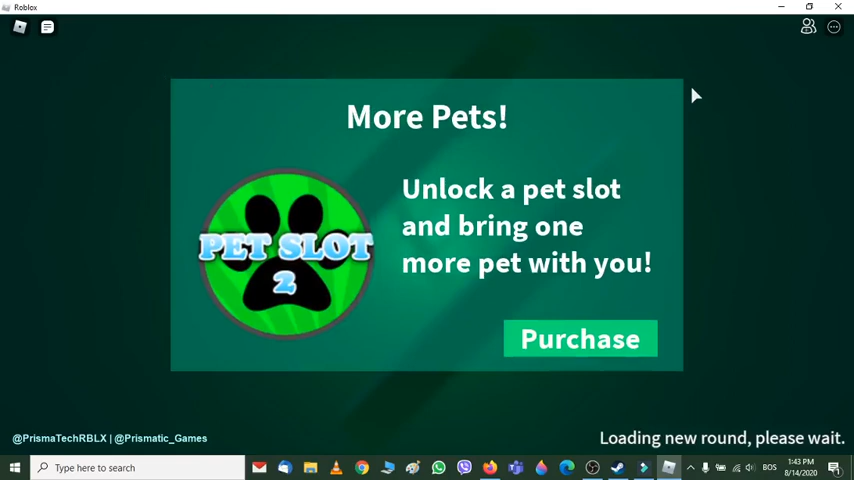 Roblox
More Pets!
PET SLOT
2
Unlock a pet slot
and bring one
more pet with you!
Purchase
@PrismaTechRBLX | @Prismatic_Games
Loading new round, please wait.
Type here to search
BOS
1:43 PM
8/14/2020